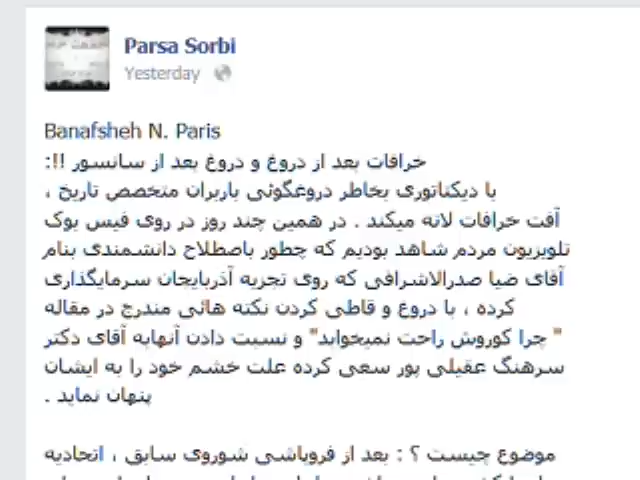 Parsa Sorbi
Yesterday
Banafsheh N. Paris
خرافات بعد از دروغ و دروغ بعد از سانسور !!:
با دیکتاتوری بخاطر دروغگوئی یاربران متخصص تاریخ ،
آفت خرافات لانه میکند . در همین چند روز در روی فیس بوک
تلویزیون مردم شاهد بودیم که چطور باصطلاح دانشمندی بنام
آقای ضیا صدرالاشرافی که روی تجزیه آذربایجان سرمایگذاری
کرده ، با دروغ و قاطی کردن نکته هائی مندرج در مقاله
" چرا کوروش راحت نمیخوابد" و نسبت دادن آنهابه آقای دکتر
سرهنگ عقیلی پور سعی کرده علت خشم خود را به ایشان
پنهان نماید .
موضوع چیست ؟ : بعد از فروپاشی شوروی سابق ، اتحادیه